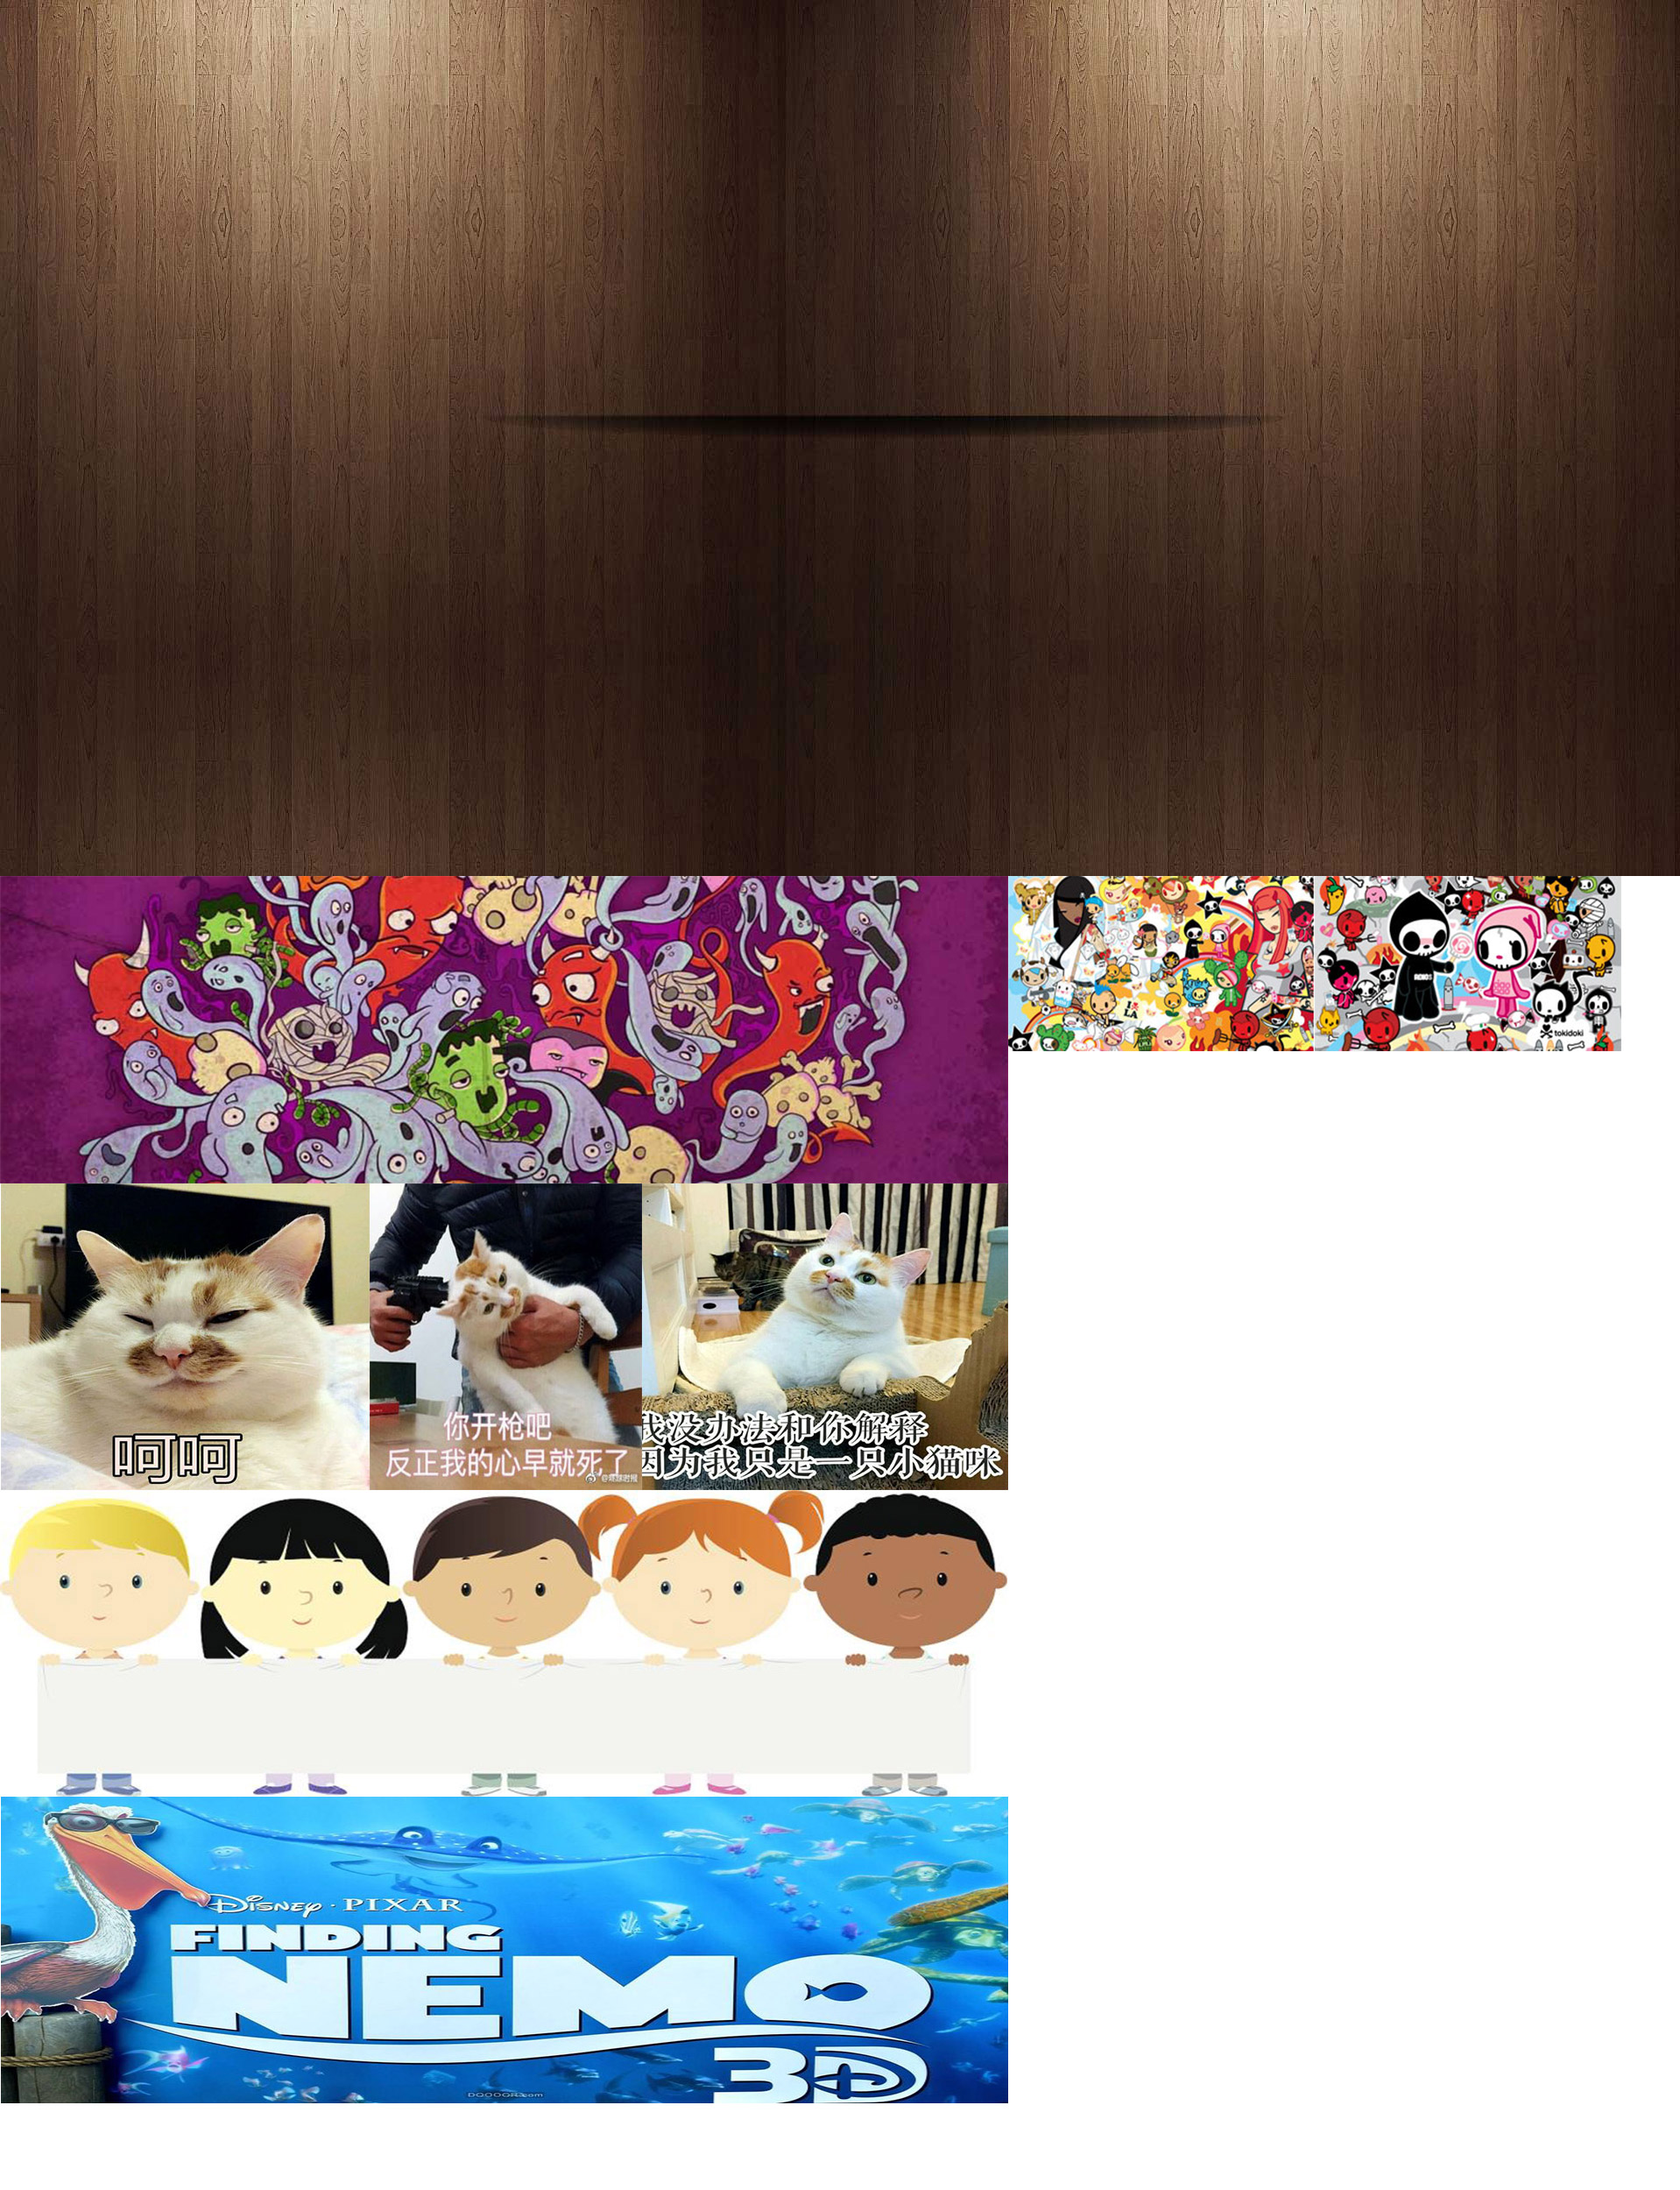 tokidoki
呵呵
你开枪吧
反正我的心早就死了
我没办法和你解释
因为我只是一只小猫咪
DISNEY · PIXAR
FINDING
NEMO
3D